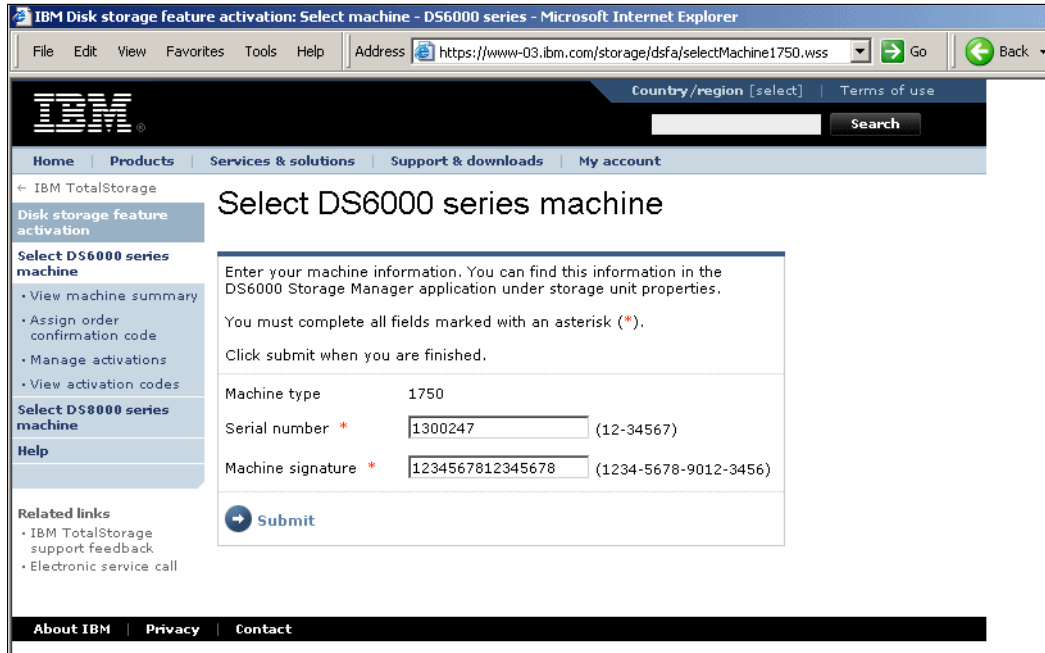 IBM Disk storage feature activation: Select machine - DS6000 series - Microsoft Internet Explorer
File Edit View Favorites Tools Help Address https://www-03.ibm.com/storage/dsfa/selectMachine1750.wss Go Back
Country/region [select] | Terms of use
IBM®
Search
Home | Products | Services & solutions | Support & downloads | My account
← IBM TotalStorage
Disk storage feature
activation
Select DS6000 series
machine
• View machine summary
• Assign order
confirmation code
• Manage activations
• View activation codes
Select DS8000 series
machine
Help
Related links
• IBM TotalStorage
support feedback
• Electronic service call
Select DS6000 series machine
Enter your machine information. You can find this information in the
DS6000 Storage Manager application under storage unit properties.
You must complete all fields marked with an asterisk (*).
Click submit when you are finished.
Machine type 1750
Serial number * 1300247 (12-34567)
Machine signature * 1234567812345678 (1234-5678-9012-3456)
Submit
About IBM | Privacy | Contact